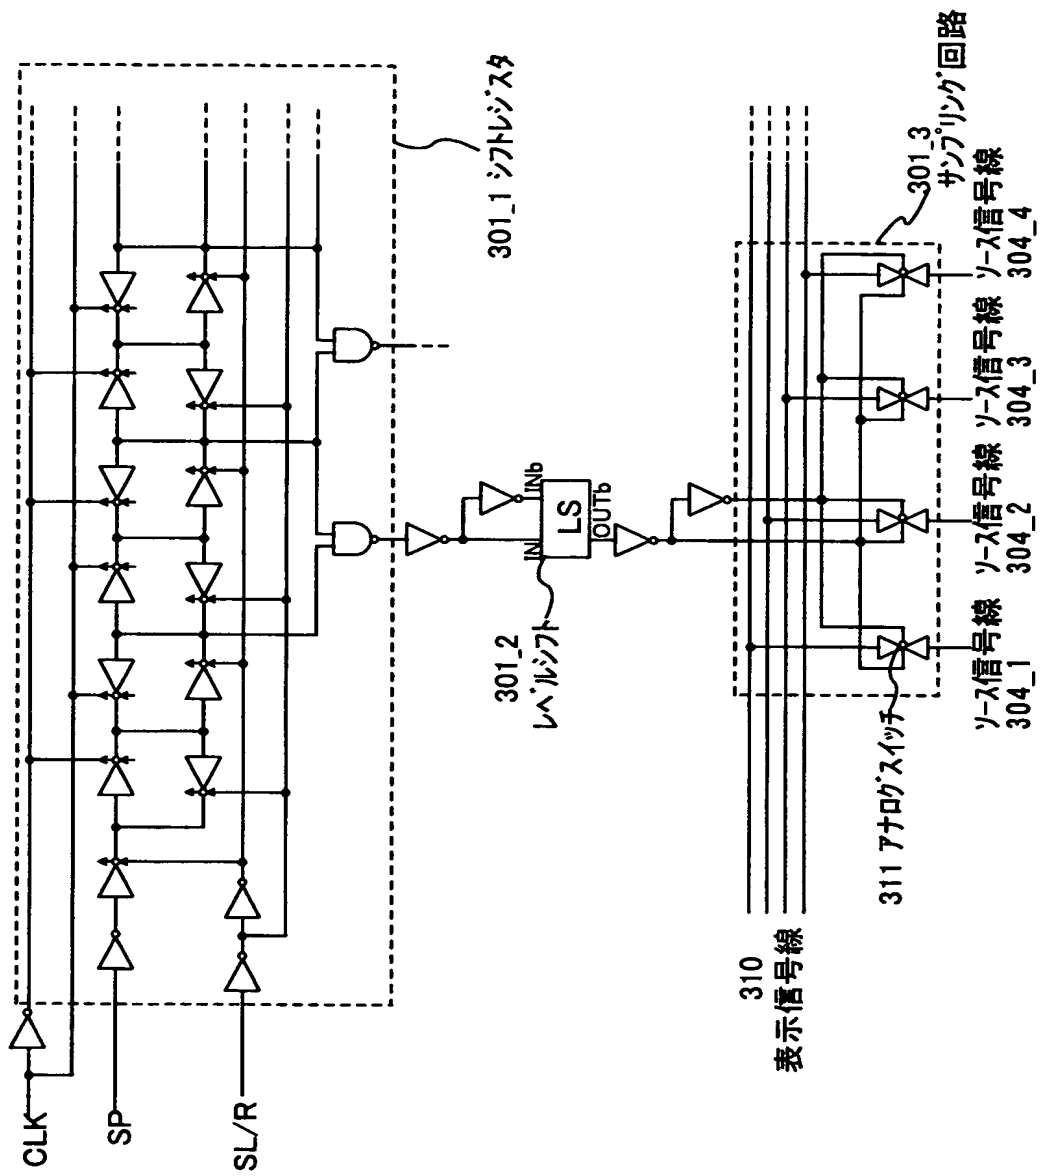 CLK
SP
SL/R
301_1 シフトレジスタ
301_2
レベルシフト
IN
INb
LS
OUTb
301_3
サンプリング回路
310
表示信号線
311 アナログスイッチ
ソース信号線
304_1
ソース信号線
304_2
ソース信号線
304_3
ソース信号線
304_4